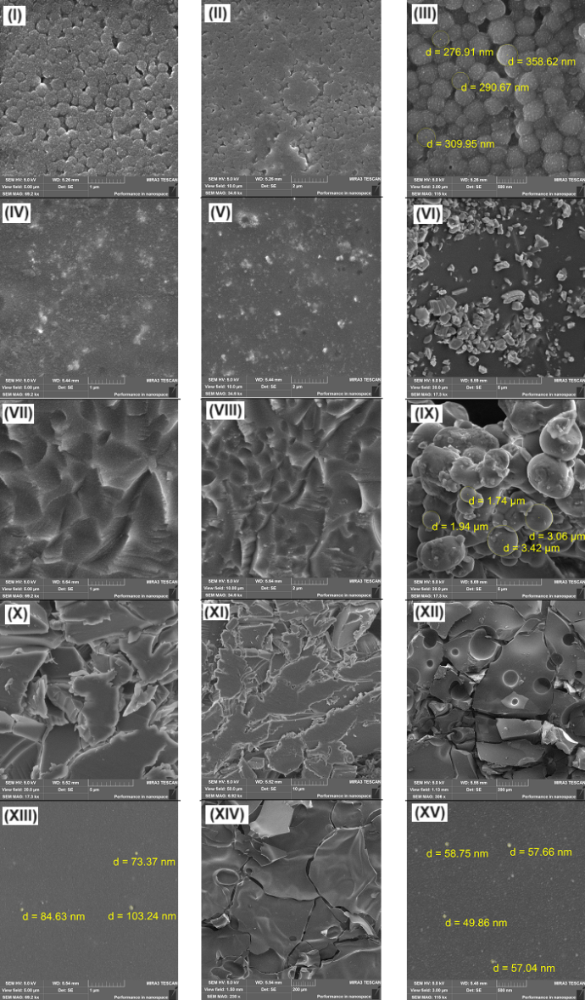 (I)
SEM HV: 5.0 kV WD: 5.26 mm MIRA3 TESCAN
View field: 5.00 µm Det: SE 1 µm
SEM MAG: 69.2 kx Performance in nanospace
(II)
SEM HV: 5.0 kV WD: 5.26 mm MIRA3 TESCAN
View field: 10.0 µm Det: SE 2 µm
SEM MAG: 34.6 kx Performance in nanospace
(III)
d = 276.91 nm
d = 358.62 nm
d = 290.67 nm
d = 309.95 nm
SEM HV: 5.0 kV WD: 5.26 mm MIRA3 TESCAN
View field: 3.00 µm Det: SE 500 nm
SEM MAG: 115 kx Performance in nanospace
(IV)
SEM HV: 5.0 kV WD: 5.44 mm MIRA3 TESCAN
View field: 5.00 µm Det: SE 1 µm
SEM MAG: 69.2 kx Performance in nanospace
(V)
SEM HV: 5.0 kV WD: 5.44 mm MIRA3 TESCAN
View field: 10.0 µm Det: SE 2 µm
SEM MAG: 34.6 kx Performance in nanospace
(VI)
SEM HV: 5.0 kV MIRA3 TESCAN
View field: 20.0 µm Det: SE 5 µm
SEM MAG: 17.3 kx Performance in nanospace
(VII)
SEM HV: 5.0 kV WD: 5.64 mm MIRA3 TESCAN
View field: 5.00 µm Det: SE 1 µm
SEM MAG: 69.2 kx Performance in nanospace
(VIII)
SEM HV: 5.0 kV WD: 5.64 mm MIRA3 TESCAN
View field: 10.00 µm Det: SE 2 µm
SEM MAG: 34.6 kx Performance in nanospace
(IX)
d = 1.74 µm
d = 1.94 µm
d = 3.06 µm
d = 3.42 µm
SEM HV: 5.0 kV MIRA3 TESCAN
View field: 20.0 µm Det: SE 5 µm
SEM MAG: 17.3 kx Performance in nanospace
(X)
SEM HV: 5.0 kV WD: 5.52 mm MIRA3 TESCAN
View field: 20.0 µm Det: SE 5 µm
SEM MAG: 17.3 kx Performance in nanospace
(XI)
SEM HV: 5.0 kV WD: 5.52 mm MIRA3 TESCAN
View field: 50.0 µm Det: SE 10 µm
SEM MAG: 6.92 kx Performance in nanospace
(XII)
SEM HV: 5.0 kV MIRA3 TESCAN
View field: 1.13 mm Det: SE
Performance in nanospace
(XIII)
d = 73.37 nm
d = 84.63 nm
d = 103.24 nm
SEM HV: 5.0 kV WD: 5.54 mm MIRA3 TESCAN
View field: 5.00 µm Det: SE 1 µm
SEM MAG: 69.2 kx Performance in nanospace
(XIV)
SEM HV: 5.0 kV WD: 5.54 mm MIRA3 TESCAN
View field: 1.50 mm Det: SE 200 µm
SEM MAG: 230 x Performance in nanospace
(XV)
d = 58.75 nm
d = 57.66 nm
d = 49.86 nm
d = 57.04 nm
SEM HV: 5.0 kV MIRA3 TESCAN
View field: 3.00 µm Det: SE 500 nm
SEM MAG: 115 kx Performance in nanospace